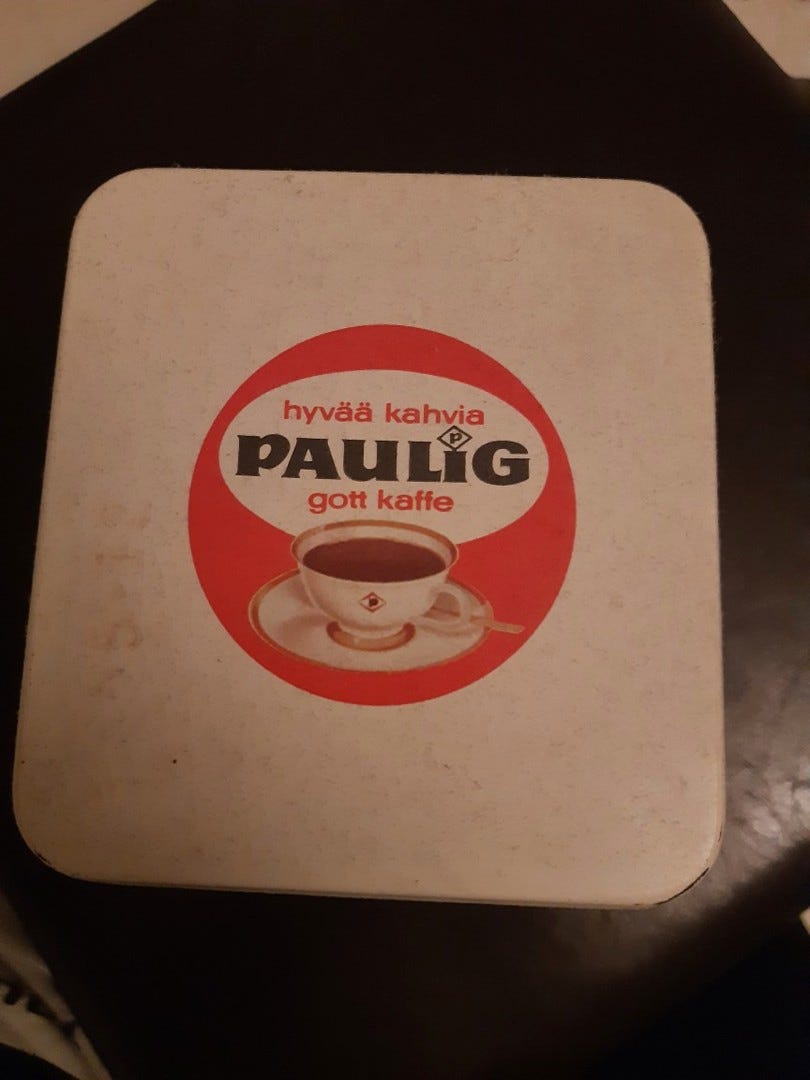 hyvää kahvia
P
PAULIG
gott kaffe
P